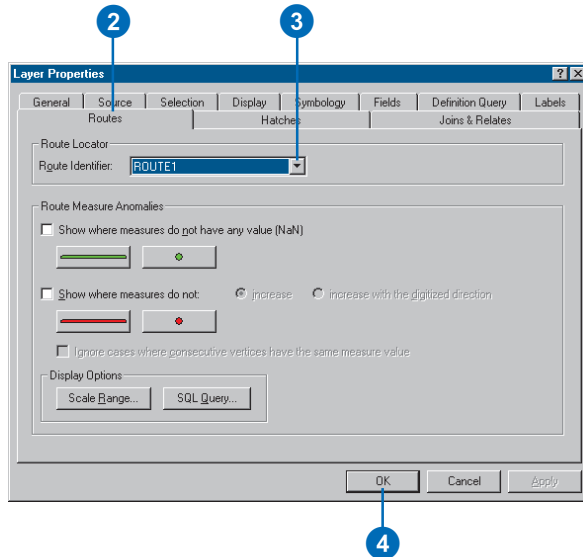 2
3
Layer Properties
General Source Selection Display Symbology Fields Definition Query Labels
Routes Hatches Joins & Relates
Route Locator
Route Identifier: ROUTE1
Route Measure Anomalies
Show where measures do not have any value (NaN)
Show where measures do not: increase increase with the digitized direction
Ignore cases where consecutive vertices have the same measure value
Display Options
Scale Range... SQL Query...
OK Cancel Apply
4